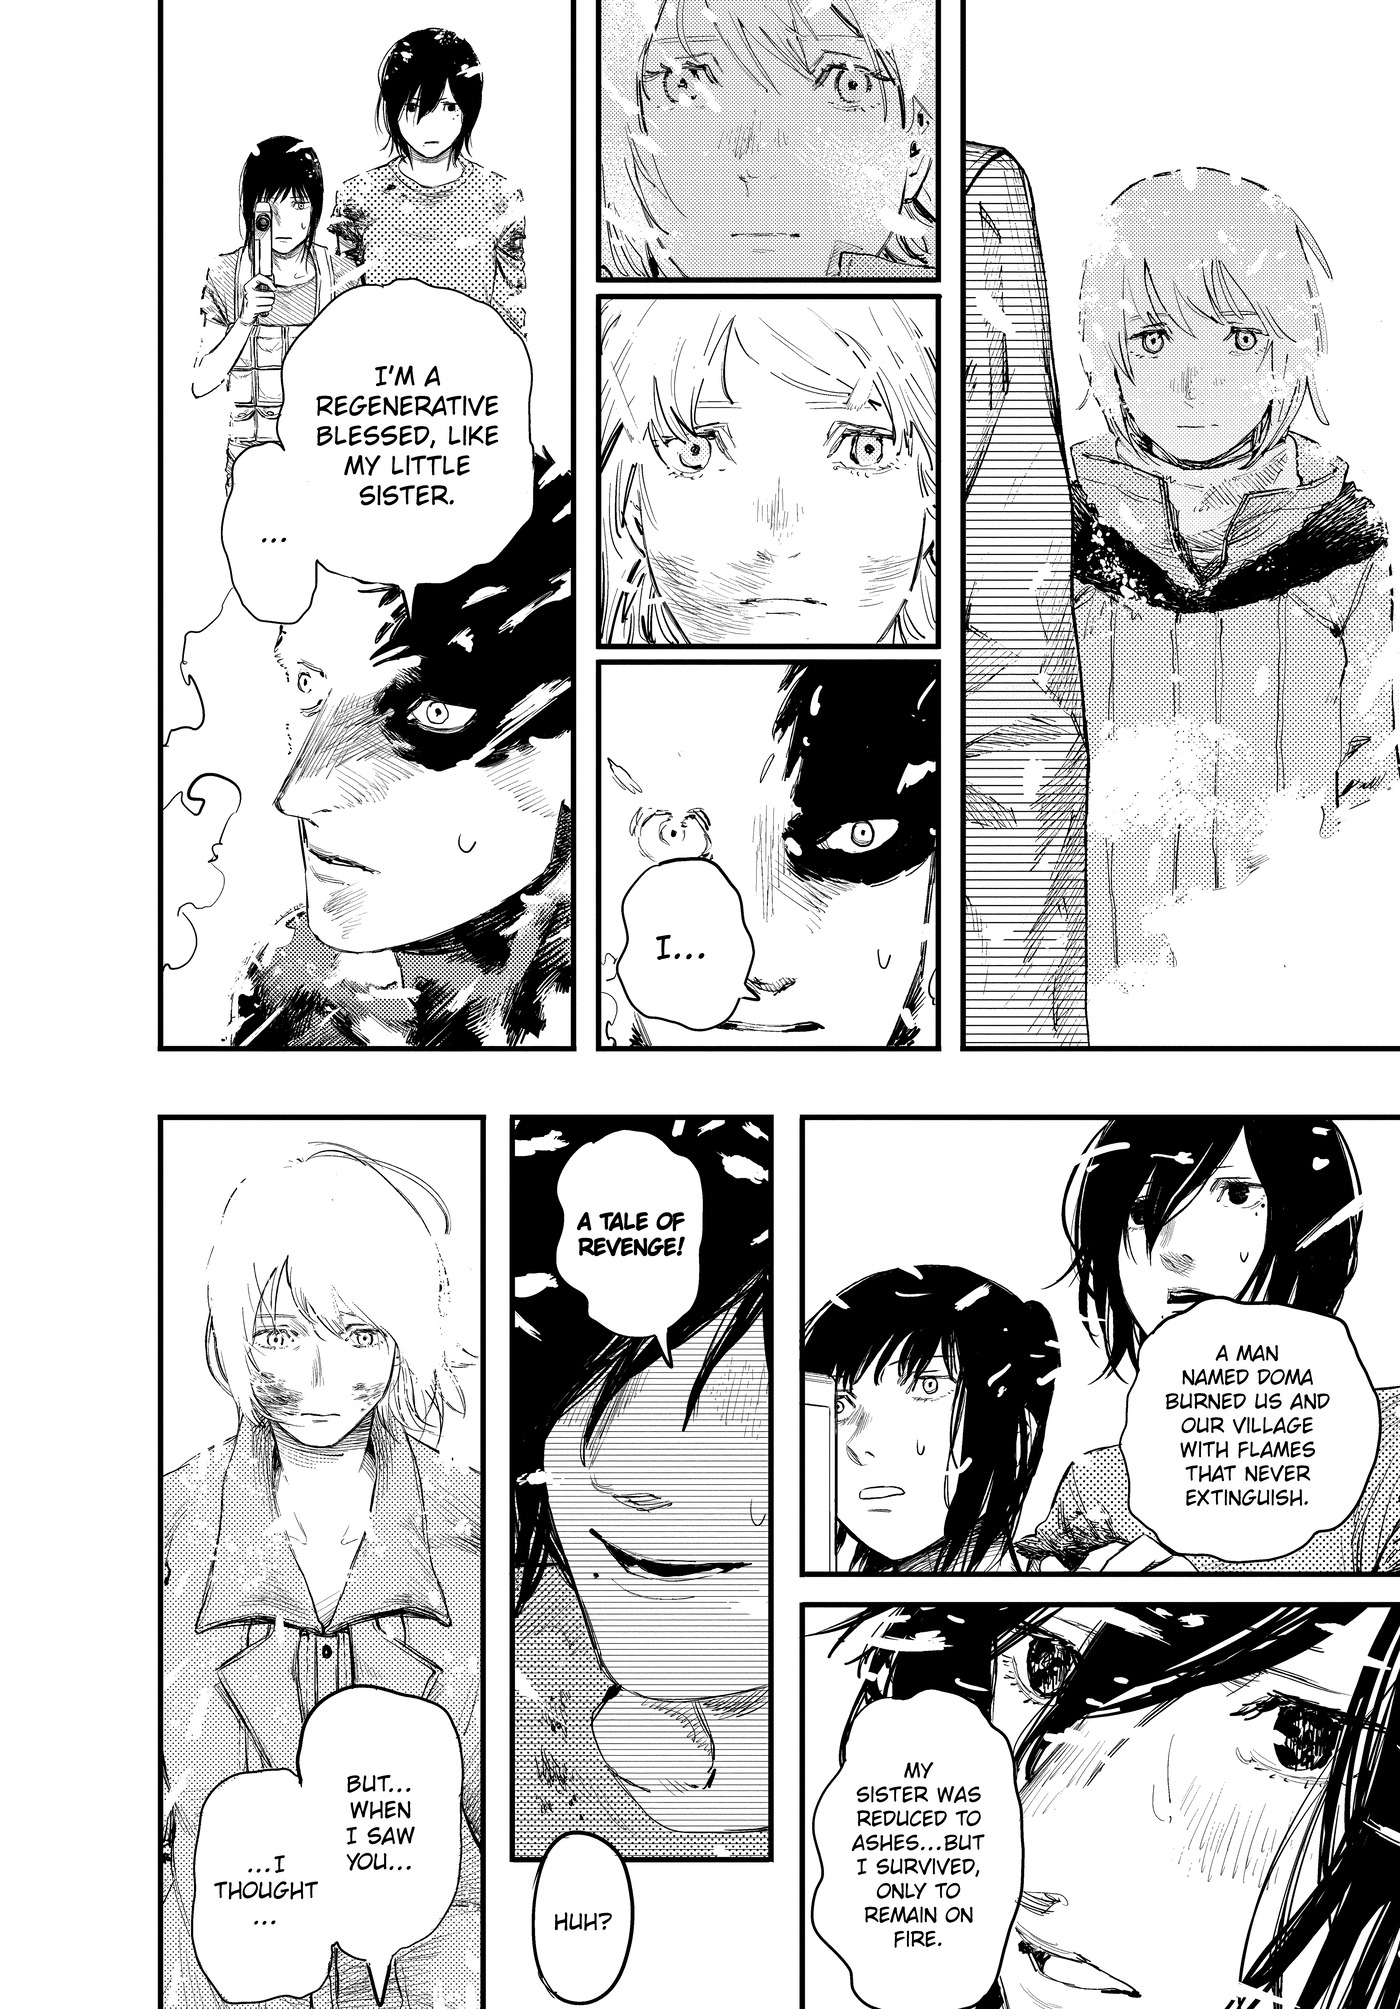 I...
I'M A
REGENERATIVE
BLESSED, LIKE
MY LITTLE
SISTER.
...
A MAN
NAMED DOMA
BURNED US AND
OUR VILLAGE
WITH FLAMES
THAT NEVER
EXTINGUISH.
MY
SISTER WAS
REDUCED TO
ASHES...BUT
I SURVIVED,
ONLY TO
REMAIN ON
FIRE.
A TALE OF
REVENGE!
HUH?
BUT...
WHEN
I SAW
YOU...
...I
THOUGHT
...